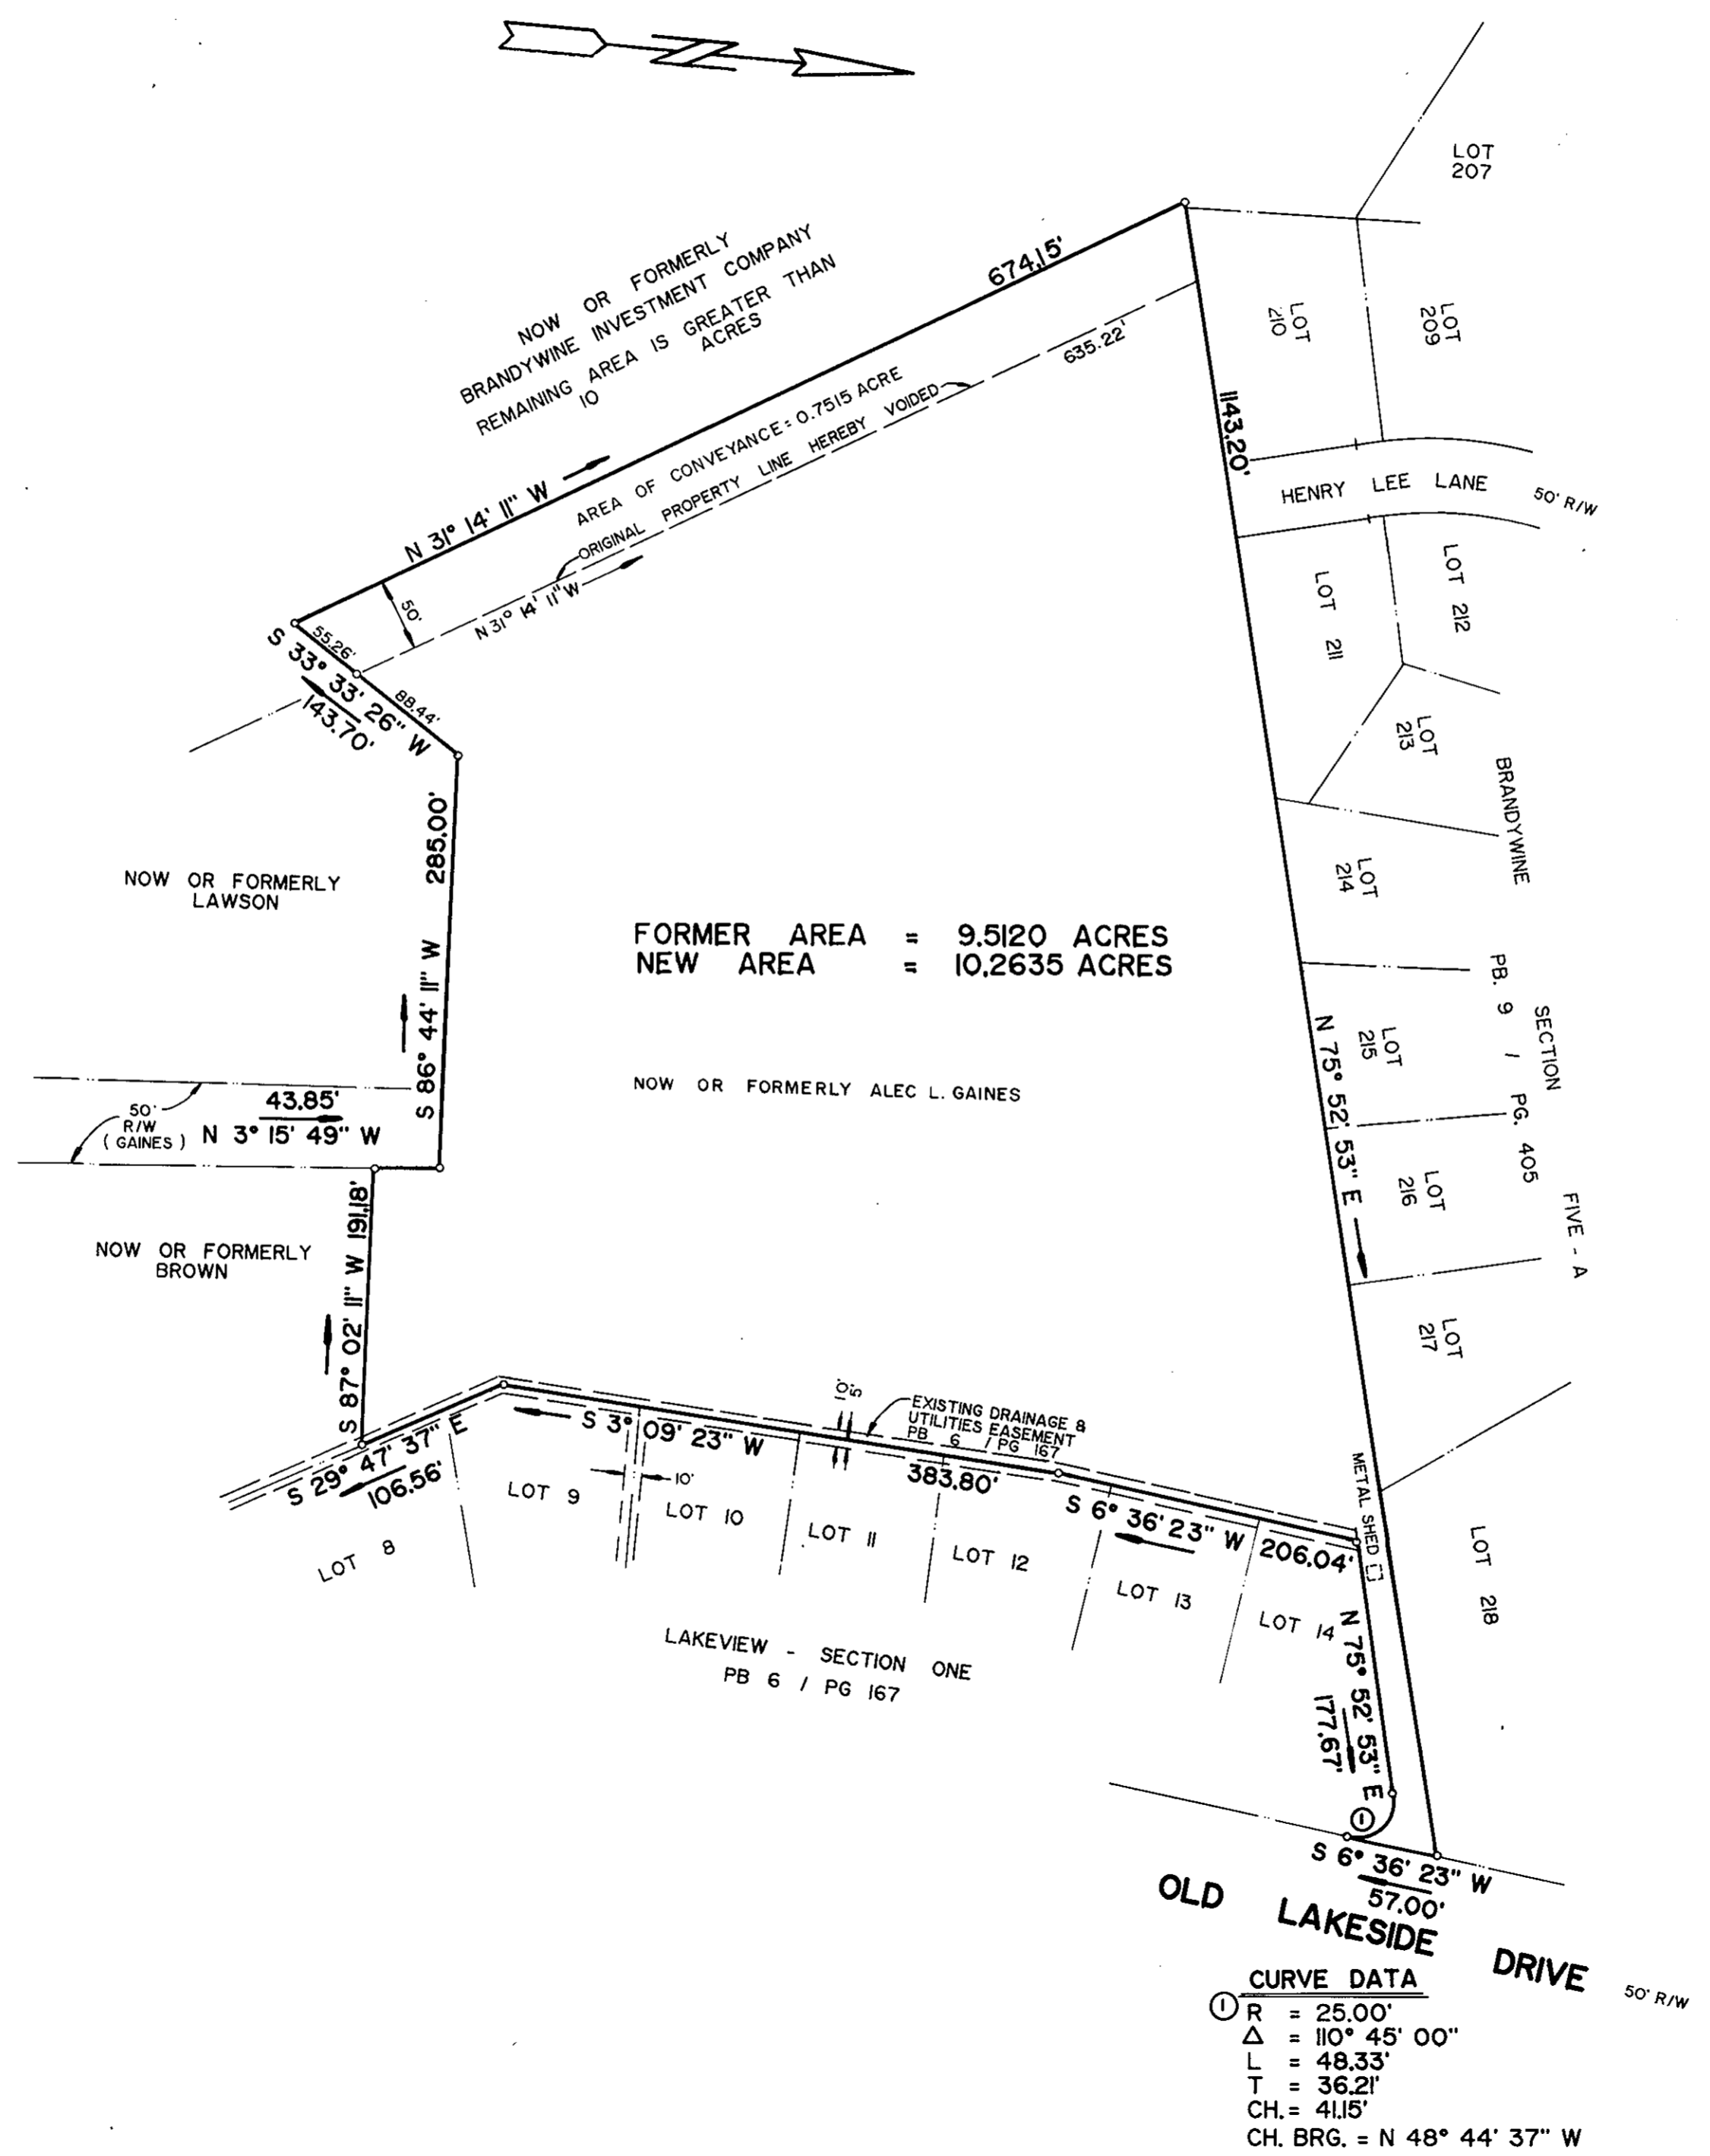 LOT
207
NOW OR FORMERLY
BRANDYWINE INVESTMENT COMPANY
REMAINING AREA IS GREATER THAN
10 ACRES
674.15'
635.22'
AREA OF CONVEYANCE = 0.7515 ACRE
ORIGINAL PROPERTY LINE HEREBY VOIDED
N 31° 14' 11" W
N 31° 14' 11" W
50'
LOT
210
LOT
209
1143.20'
HENRY LEE LANE
50' R/W
LOT 211
LOT 212
LOT
213
BRANDYWINE
LOT
214
PB. 9 / PG. 405
SECTION FIVE - A
LOT
215
N 75° 52' 53" E
LOT
216
LOT
217
LOT 218
55.26'
S 33° 33' 26" W
143.70'
88.44'
285.00'
S 86° 44' 11" W
NOW OR FORMERLY
LAWSON
FORMER AREA = 9.5120 ACRES
NEW AREA = 10.2635 ACRES
NOW OR FORMERLY ALEC L. GAINES
50'
R/W
( GAINES )
43.85'
N 3° 15' 49" W
NOW OR FORMERLY
BROWN
S 87° 02' 11" W 191.18'
S 29° 47' 37" E
106.56'
S 3° 09' 23" W
383.80'
10'
5'
EXISTING DRAINAGE &
UTILITIES EASEMENT
PB 6 / PG 167
METAL SHED
S 6° 36' 23" W 206.04'
10'
LOT 8
LOT 9
LOT 10
LOT 11
LOT 12
LOT 13
LOT 14
LAKEVIEW - SECTION ONE
PB 6 / PG 167
N 75° 52' 53" E
177.67'
1
S 6° 36' 23" W
57.00'
OLD LAKESIDE DRIVE
50' R/W
CURVE DATA
1 R = 25.00'
Δ = 110° 45' 00"
L = 48.33'
T = 36.21'
CH. = 41.15'
CH. BRG. = N 48° 44' 37" W